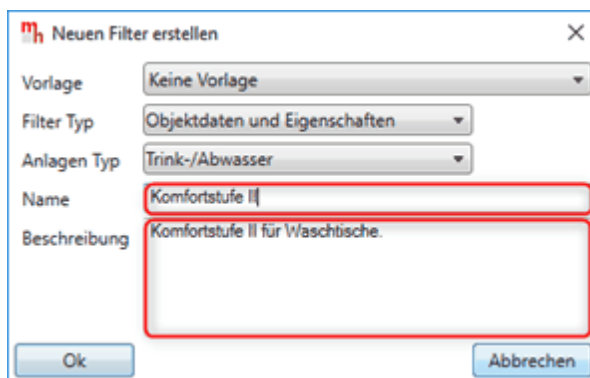 mh Neuen Filter erstellen
Vorlage Keine Vorlage
Filter Typ Objektdaten und Eigenschaften
Anlagen Typ Trink-/Abwasser
Name Komfortstufe II
Beschreibung Komfortstufe II für Waschtische.
Ok Abbrechen